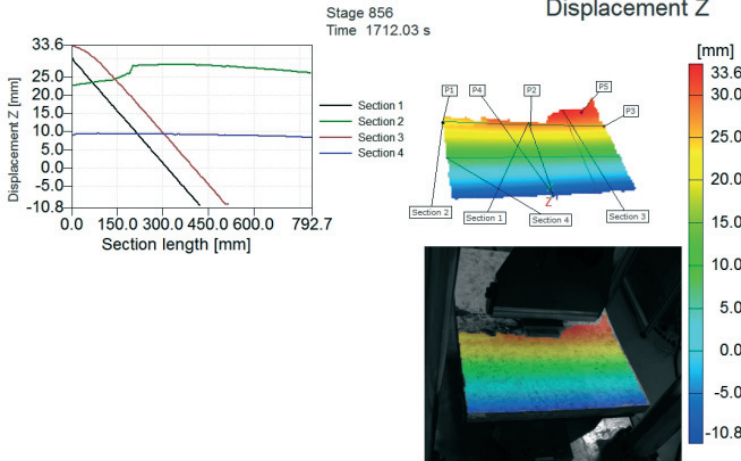 Stage 856
Time 1712.03 s
Displacement Z
Displacement Z [mm]
33.6
25.0
20.0
15.0
10.0
5.0
0.0
-5.0
-10.8
0.0 150.0 300.0 450.0 600.0 792.7
Section length [mm]
Section 1
Section 2
Section 3
Section 4
P1
P4
P2
P5
P3
Z
Section 2
Section 1
Section 4
Section 3
[mm]
33.6
30.0
25.0
20.0
15.0
10.0
5.0
0.0
-5.0
-10.8